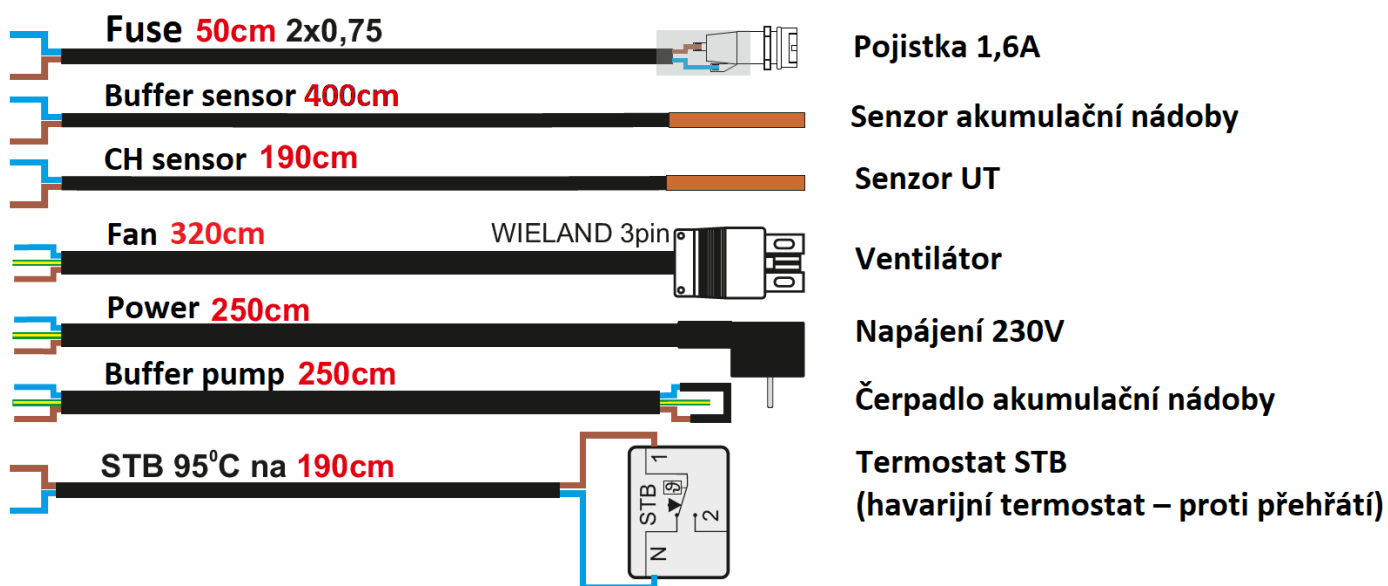 Fuse 50cm 2x0,75
Pojistka 1,6A
Buffer sensor 400cm
Senzor akumulační nádoby
CH sensor 190cm
Senzor UT
Fan 320cm
WIELAND 3pin
Ventilátor
Power 250cm
Napájení 230V
Buffer pump 250cm
Čerpadlo akumulační nádoby
STB 95⁰C na 190cm
1
STB
ϑ
2
N
Termostat STB
(havarijní termostat – proti přehřátí)